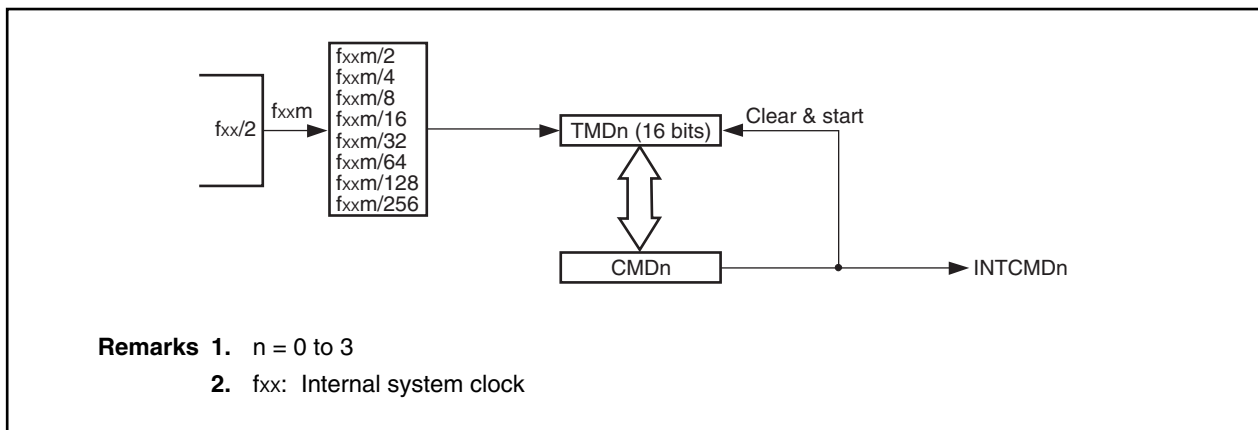 fxx/2
fxxm
fxxm/2
fxxm/4
fxxm/8
fxxm/16
fxxm/32
fxxm/64
fxxm/128
fxxm/256
TMDn (16 bits)
Clear & start
CMDn
INTCMDn
Remarks 1. n = 0 to 3
2. fxx: Internal system clock